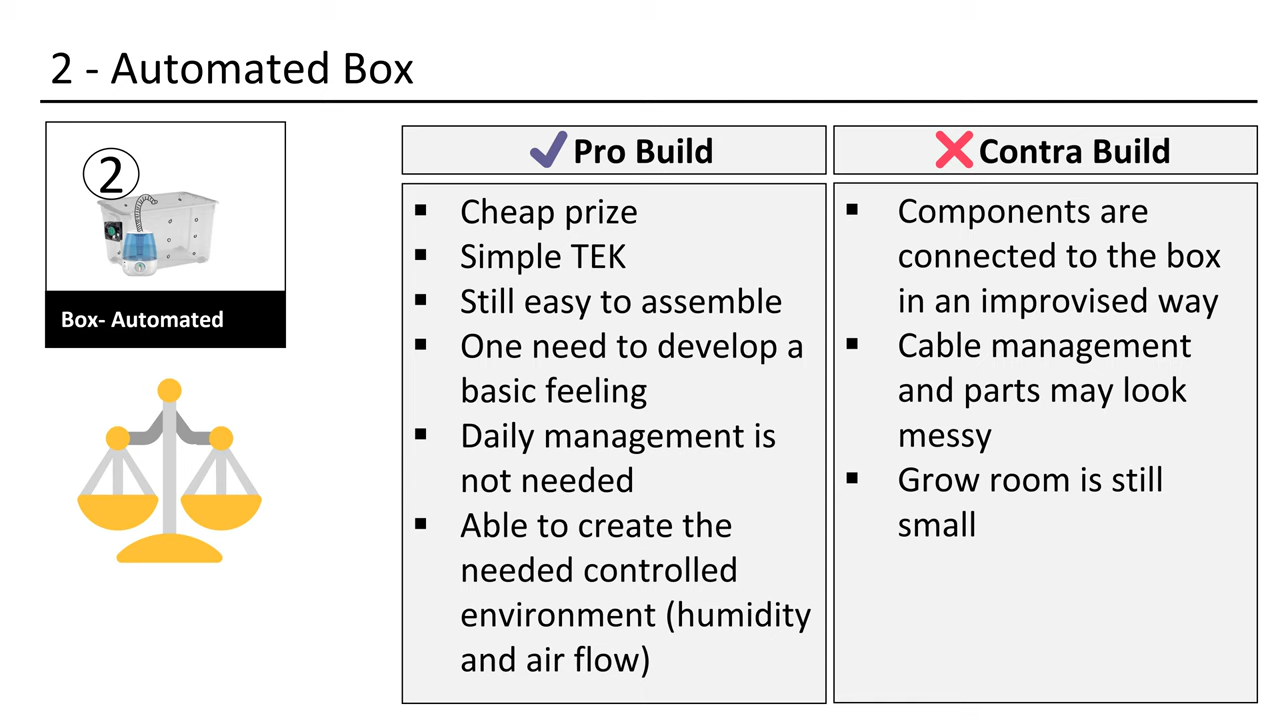 2 - Automated Box
2
Box- Automated
Pro Build
Cheap prize
Simple TEK
Still easy to assemble
One need to develop a
basic feeling
Daily management is
not needed
Able to create the
needed controlled
environment (humidity
and air flow)
Contra Build
Components are
connected to the box
in an improvised way
Cable management
and parts may look
messy
Grow room is still
small